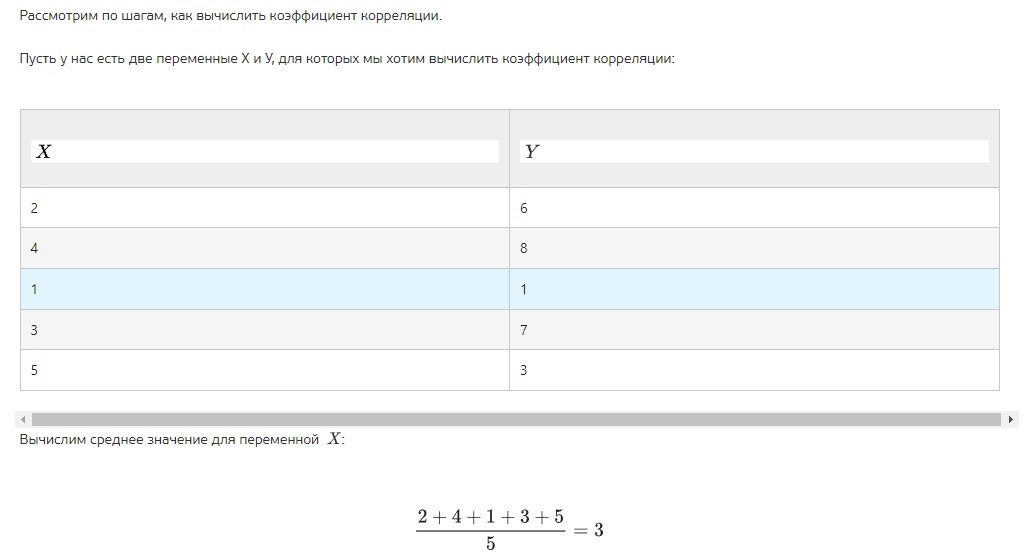 Рассмотрим по шагам, как вычислить коэффициент корреляции.
Пусть у нас есть две переменные X и У, для которых мы хотим вычислить коэффициент корреляции:
X Y
2 6
4 8
1 1
3 7
5 3
Вычислим среднее значение для переменной X:
2 + 4 + 1 + 3 + 5
5
= 3